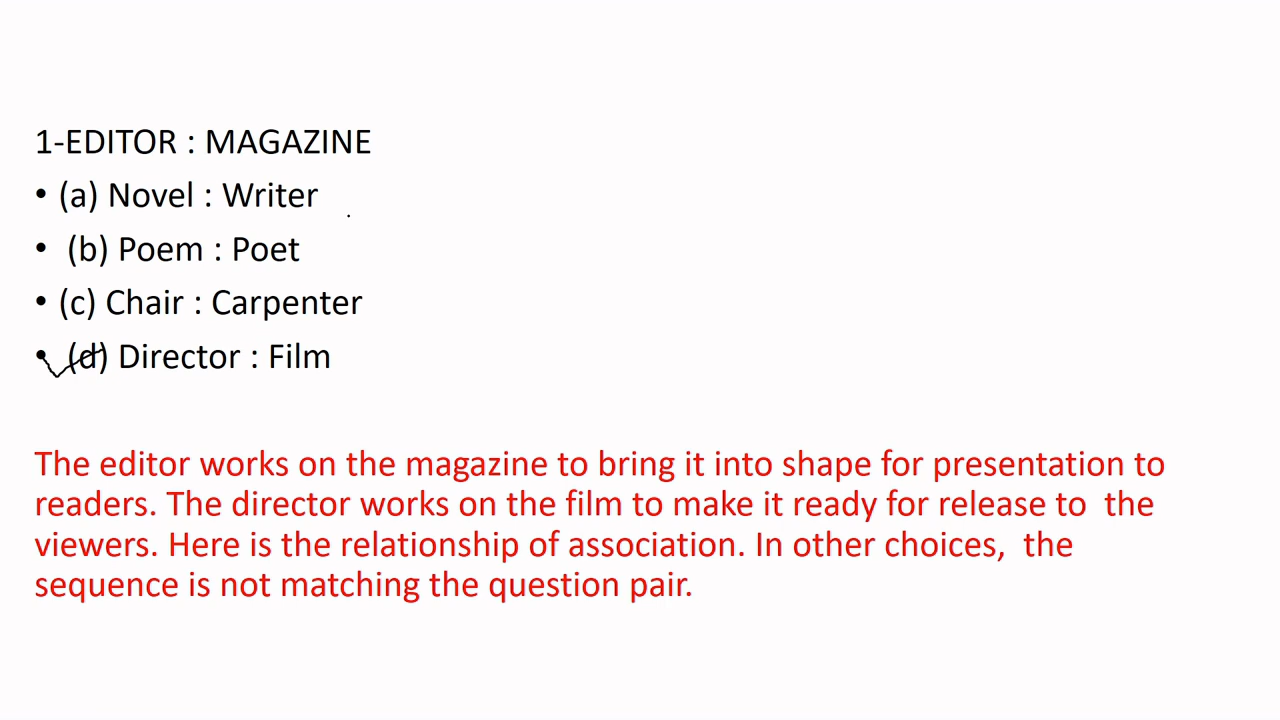 1-EDITOR : MAGAZINE
• (a) Novel : Writer
• (b) Poem : Poet
• (c) Chair : Carpenter
• (d) Director : Film
The editor works on the magazine to bring it into shape for presentation to
readers. The director works on the film to make it ready for release to the
viewers. Here is the relationship of association. In other choices, the
sequence is not matching the question pair.